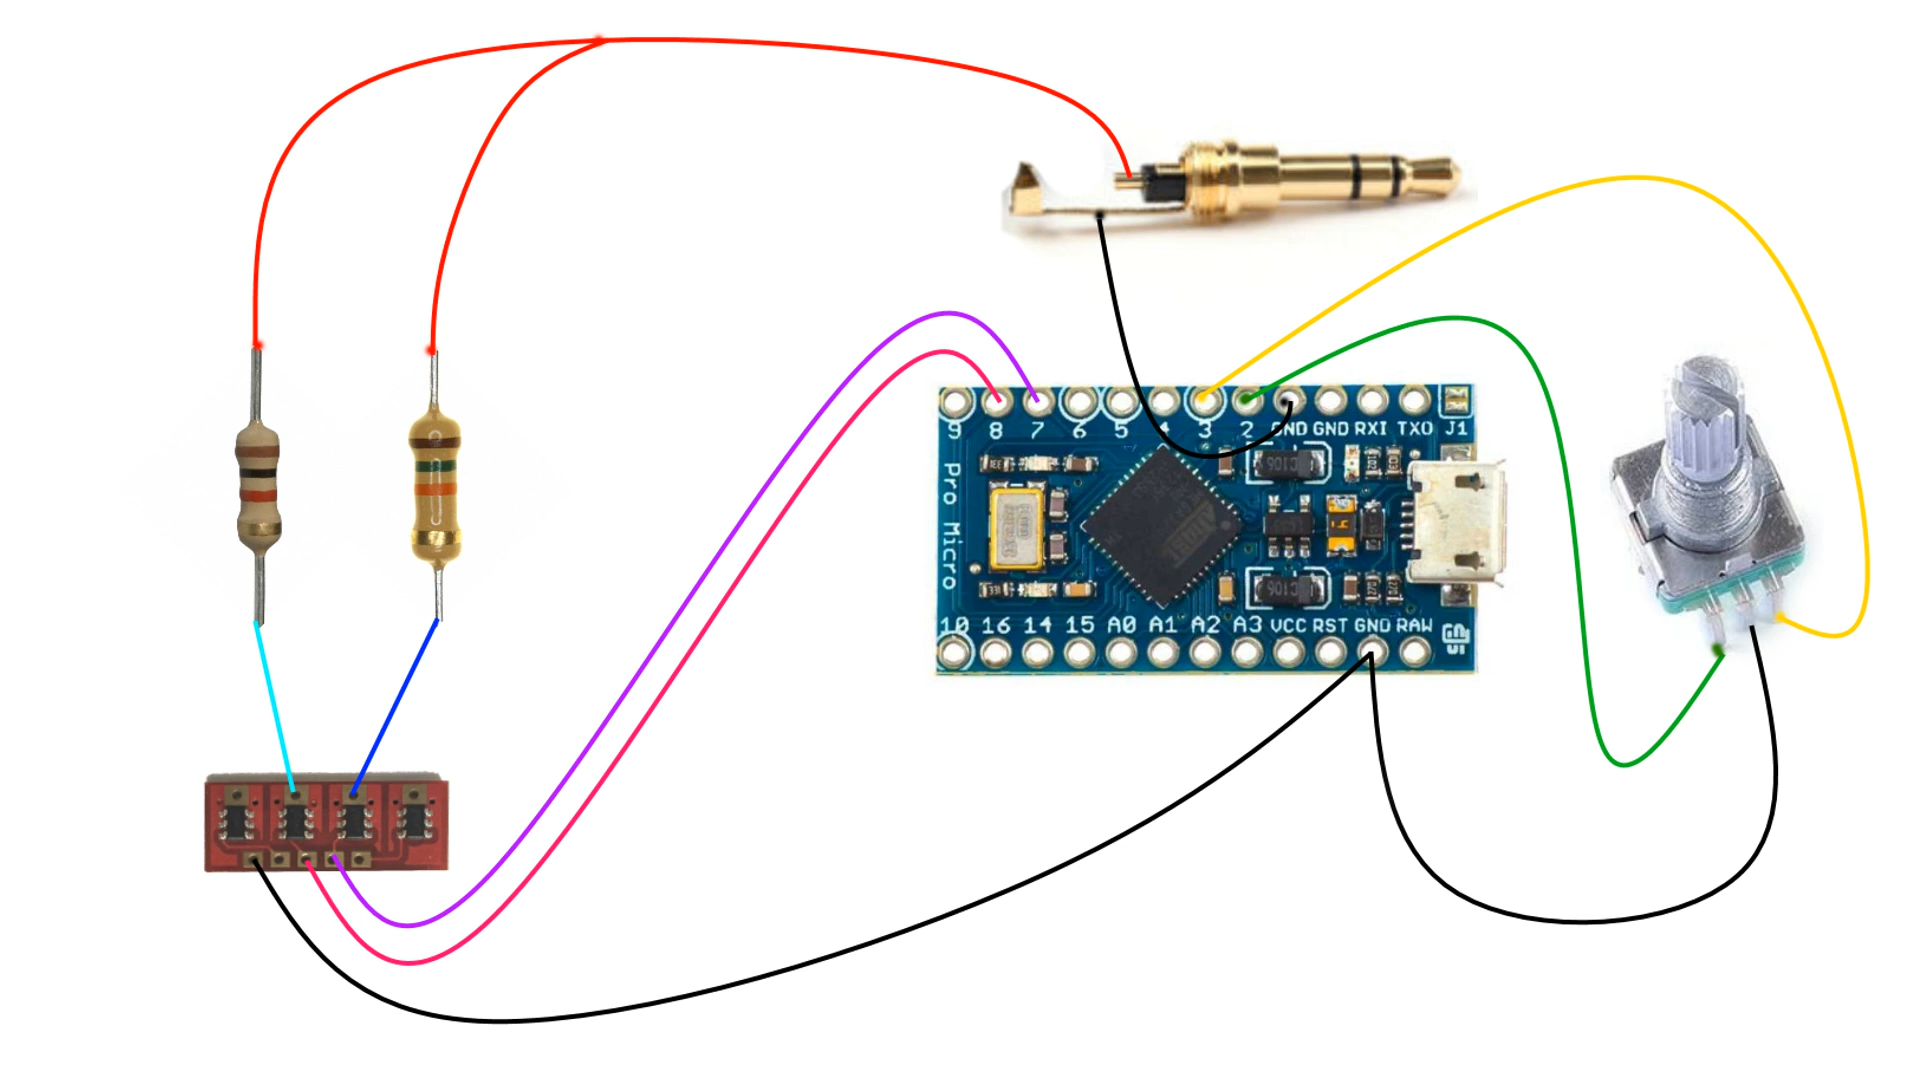 9 8 7 6 5 4 3 2 GND GND RXI TXO J1
Pro Micro
10 16 14 15 A0 A1 A2 A3 VCC RST GND RAW